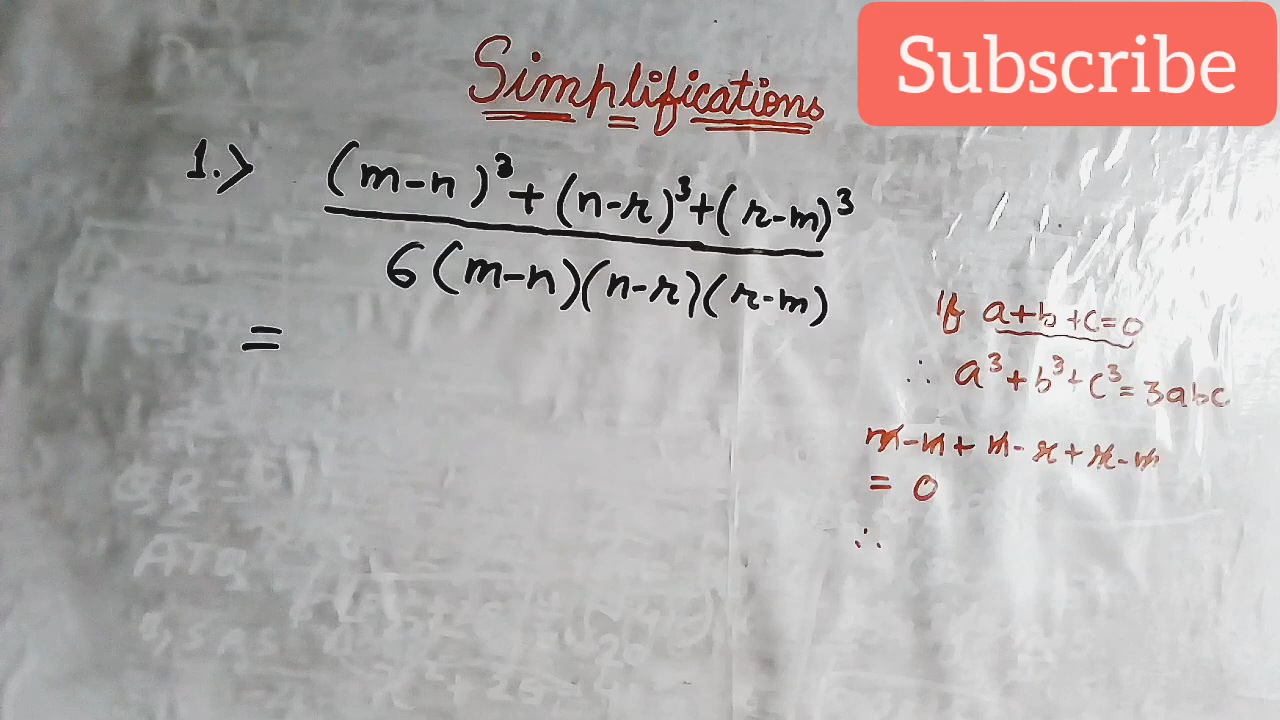 Subscribe
Simplifications
1.> (m-n)³+(n-r)³+(r-m)³
6(m-n)(n-r)(r-m)
=
If a+b+c=0
∴ a³+b³+c³=3abc
m-n+n-r+r-m
= 0
∴